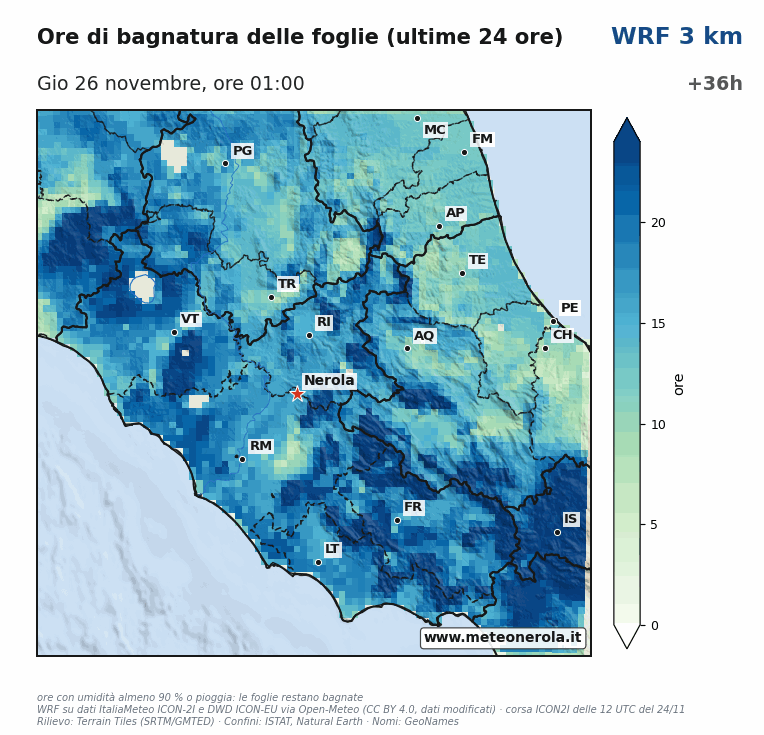 Ore di bagnatura delle foglie (ultime 24 ore)
WRF 3 km
Gio 26 novembre, ore 01:00
+36h
MC
FM
PG
AP
TE
TR
PE
VT
RI
CH
AQ
Nerola
RM
FR
IS
LT
www.meteonerola.it
20
15
10
5
0
ore
ore con umidità almeno 90 % o pioggia: le foglie restano bagnate
WRF su dati ItaliaMeteo ICON-2I e DWD ICON-EU via Open-Meteo (CC BY 4.0, dati modificati) · corsa ICON2I delle 12 UTC del 24/11
Rilievo: Terrain Tiles (SRTM/GMTED) · Confini: ISTAT, Natural Earth · Nomi: GeoNames